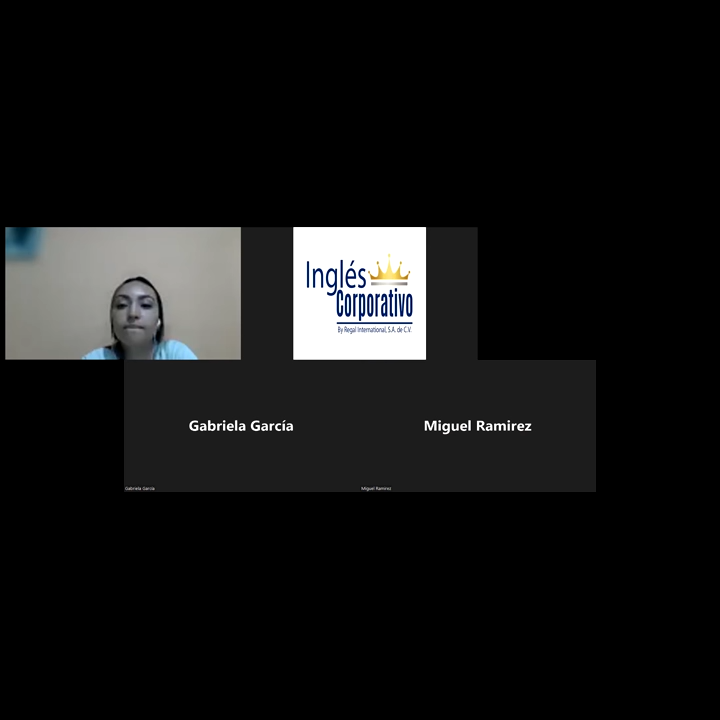 Inglés
Corporativo
By Regal International, S.A. de C.V.
Gabriela García
Miguel Ramirez
Gabriela García
Miguel Ramirez